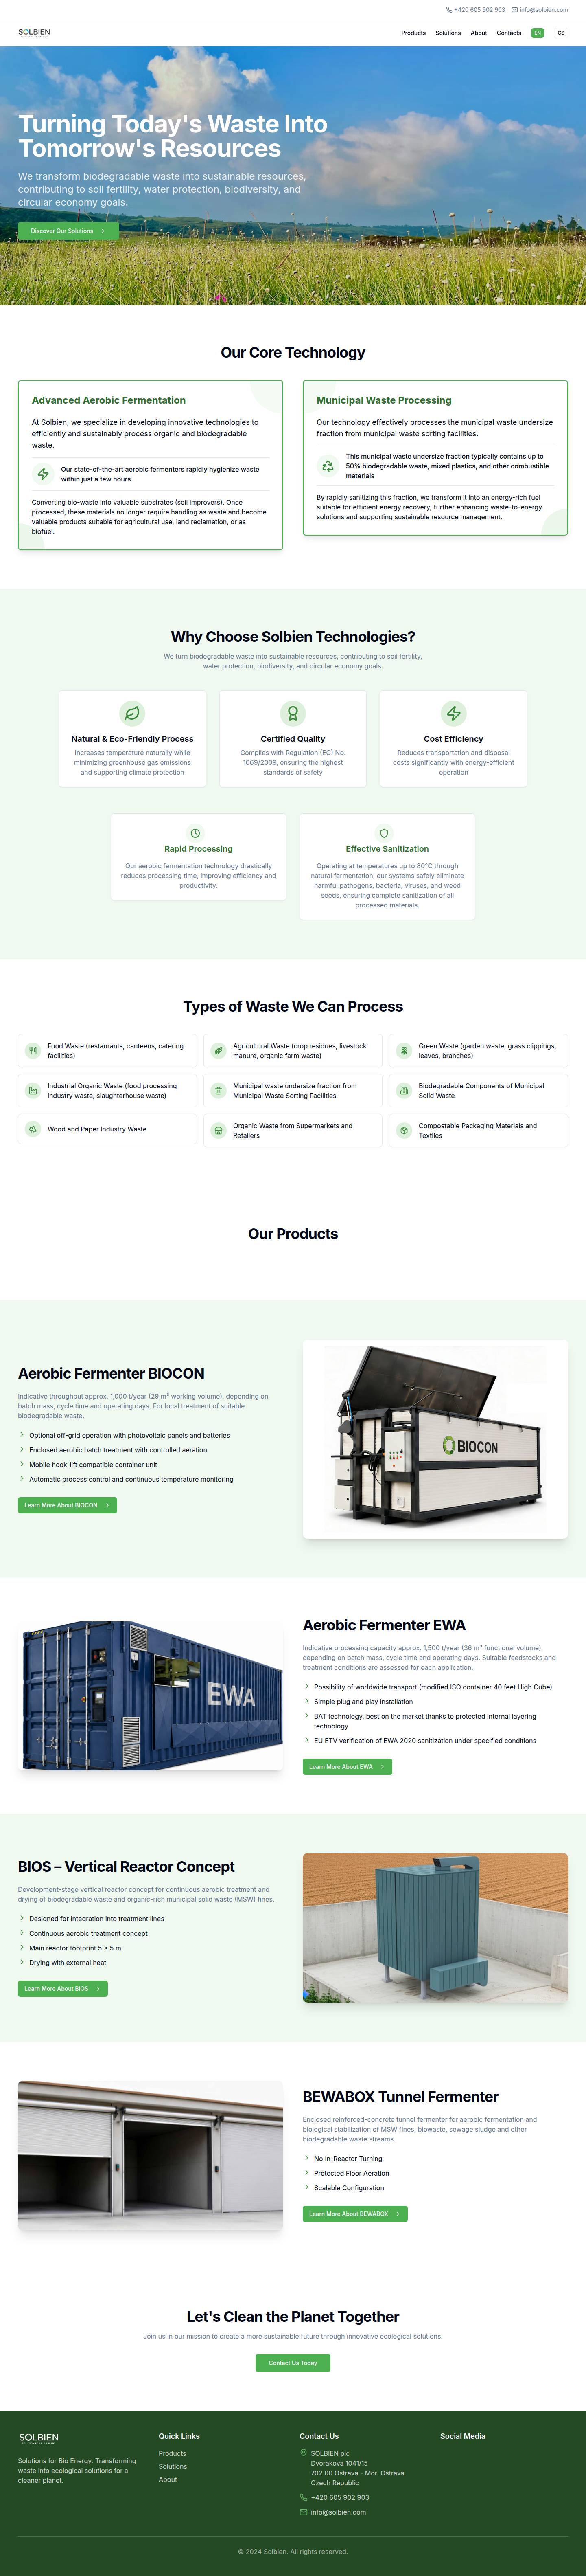 +420 605 902 903 info@solbien.com
SOLBIEN
Products Solutions About Contacts EN CS
Turning Today's Waste Into
Tomorrow's Resources
We transform biodegradable waste into sustainable resources,
contributing to soil fertility, water protection, biodiversity, and
circular economy goals.
Discover Our Solutions
Our Core Technology
Advanced Aerobic Fermentation
At Solbien, we specialize in developing innovative technologies to
efficiently and sustainably process organic and biodegradable
waste.
Our state-of-the-art aerobic fermenters rapidly hygienize waste
within just a few hours
Converting bio-waste into valuable substrates (soil improvers). Once
processed, these materials no longer require handling as waste and become
valuable products suitable for agricultural use, land reclamation, or as
biofuel.
Municipal Waste Processing
Our technology effectively processes the municipal waste undersize
fraction from municipal waste sorting facilities.
This municipal waste undersize fraction typically contains up to
50% biodegradable waste, mixed plastics, and other combustible
materials
By rapidly sanitizing this fraction, we transform it into an energy-rich fuel
suitable for efficient energy recovery, further enhancing waste-to-energy
solutions and supporting sustainable resource management.
Why Choose Solbien Technologies?
We turn biodegradable waste into sustainable resources, contributing to soil fertility,
water protection, biodiversity, and circular economy goals.
Natural & Eco-Friendly Process
Increases temperature naturally while
minimizing greenhouse gas emissions
and supporting climate protection
Certified Quality
Complies with Regulation (EC) No.
1069/2009, ensuring the highest
standards of safety
Cost Efficiency
Reduces transportation and disposal
costs significantly with energy-efficient
operation
Rapid Processing
Our aerobic fermentation technology drastically
reduces processing time, improving efficiency and
productivity.
Effective Sanitization
Operating at temperatures up to 80°C through
natural fermentation, our systems safely eliminate
harmful pathogens, bacteria, viruses, and weed
seeds, ensuring complete sanitization of all
processed materials.
Types of Waste We Can Process
Food Waste (restaurants, canteens, catering
facilities)
Agricultural Waste (crop residues, livestock
manure, organic farm waste)
Green Waste (garden waste, grass clippings,
leaves, branches)
Industrial Organic Waste (food processing
industry waste, slaughterhouse waste)
Municipal waste undersize fraction from
Municipal Waste Sorting Facilities
Biodegradable Components of Municipal
Solid Waste
Wood and Paper Industry Waste
Organic Waste from Supermarkets and
Retailers
Compostable Packaging Materials and
Textiles
Our Products
Aerobic Fermenter BIOCON
Indicative throughput approx. 1,000 t/year (29 m³ working volume), depending on
batch mass, cycle time and operating days. For local treatment of suitable
biodegradable waste.
Optional off-grid operation with photovoltaic panels and batteries
Enclosed aerobic batch treatment with controlled aeration
Mobile hook-lift compatible container unit
Automatic process control and continuous temperature monitoring
Learn More About BIOCON
BIOCON
EWA
Aerobic Fermenter EWA
Indicative processing capacity approx. 1,500 t/year (36 m³ functional volume),
depending on batch mass, cycle time and operating days. Suitable feedstocks and
treatment conditions are assessed for each application.
Possibility of worldwide transport (modified ISO container 40 feet High Cube)
Simple plug and play installation
BAT technology, best on the market thanks to protected internal layering
technology
EU ETV verification of EWA 2020 sanitization under specified conditions
Learn More About EWA
BIOS – Vertical Reactor Concept
Development-stage vertical reactor concept for continuous aerobic treatment and
drying of biodegradable waste and organic-rich municipal solid waste (MSW) fines.
Designed for integration into treatment lines
Continuous aerobic treatment concept
Main reactor footprint 5 × 5 m
Drying with external heat
Learn More About BIOS
BEWABOX Tunnel Fermenter
Enclosed reinforced-concrete tunnel fermenter for aerobic fermentation and
biological stabilization of MSW fines, biowaste, sewage sludge and other
biodegradable waste streams.
No In-Reactor Turning
Protected Floor Aeration
Scalable Configuration
Learn More About BEWABOX
Let's Clean the Planet Together
Join us in our mission to create a more sustainable future through innovative ecological solutions.
Contact Us Today
SOLBIEN
Solutions for Bio Energy. Transforming
waste into ecological solutions for a
cleaner planet.
Quick Links
Products
Solutions
About
Contact Us
SOLBIEN plc
Dvorakova 1041/15
702 00 Ostrava - Mor. Ostrava
Czech Republic
+420 605 902 903
info@solbien.com
Social Media
© 2024 Solbien. All rights reserved.